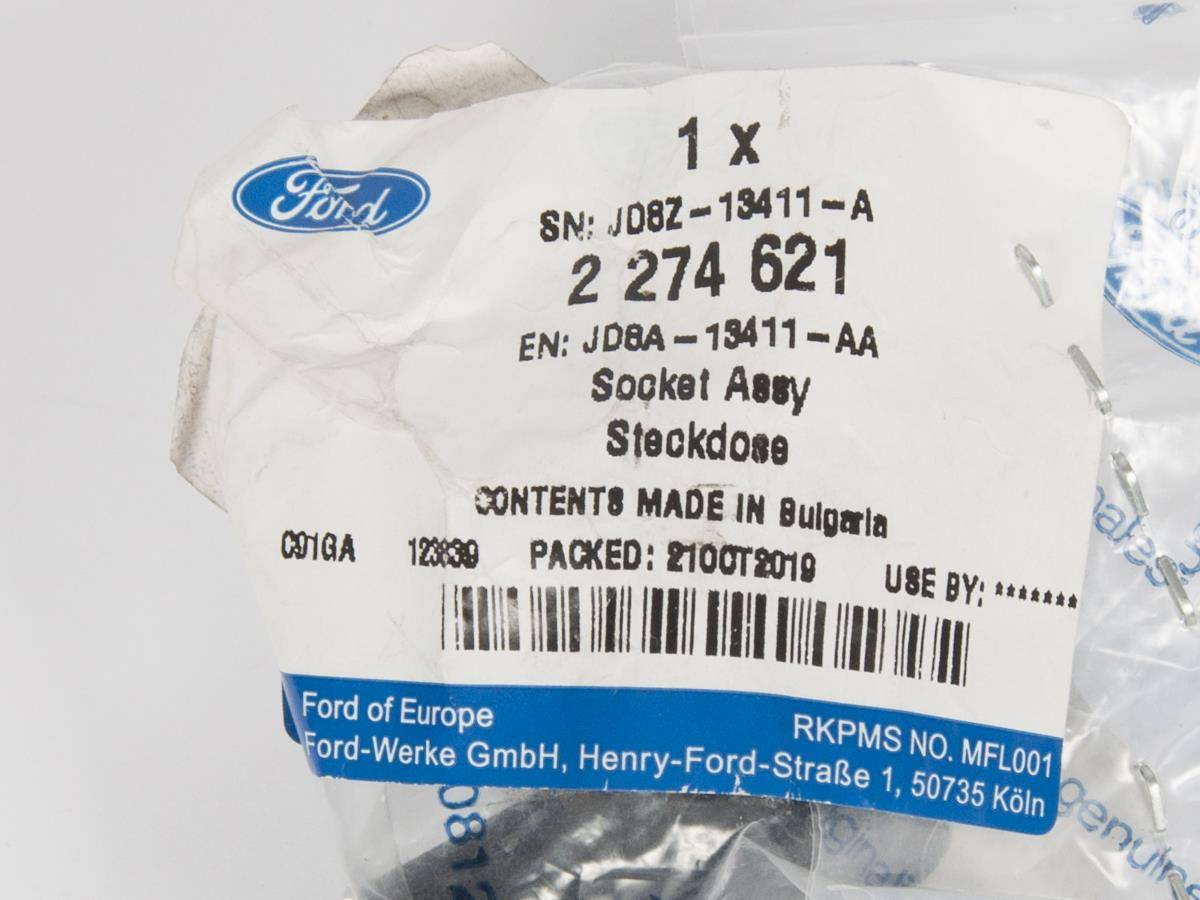 Ford
1 x
SN: JD8Z-13411-A
2 274 621
EN: JD8A-13411-AA
Socket Assy
Steckdose
CONTENTS MADE IN Bulgaria
C91GA 123839 PACKED: 21OCT2019 USE BY: *******
Ford of Europe RKPMS NO. MFL001
Ford-Werke GmbH, Henry-Ford-Straße 1, 50735 Köln
genuine